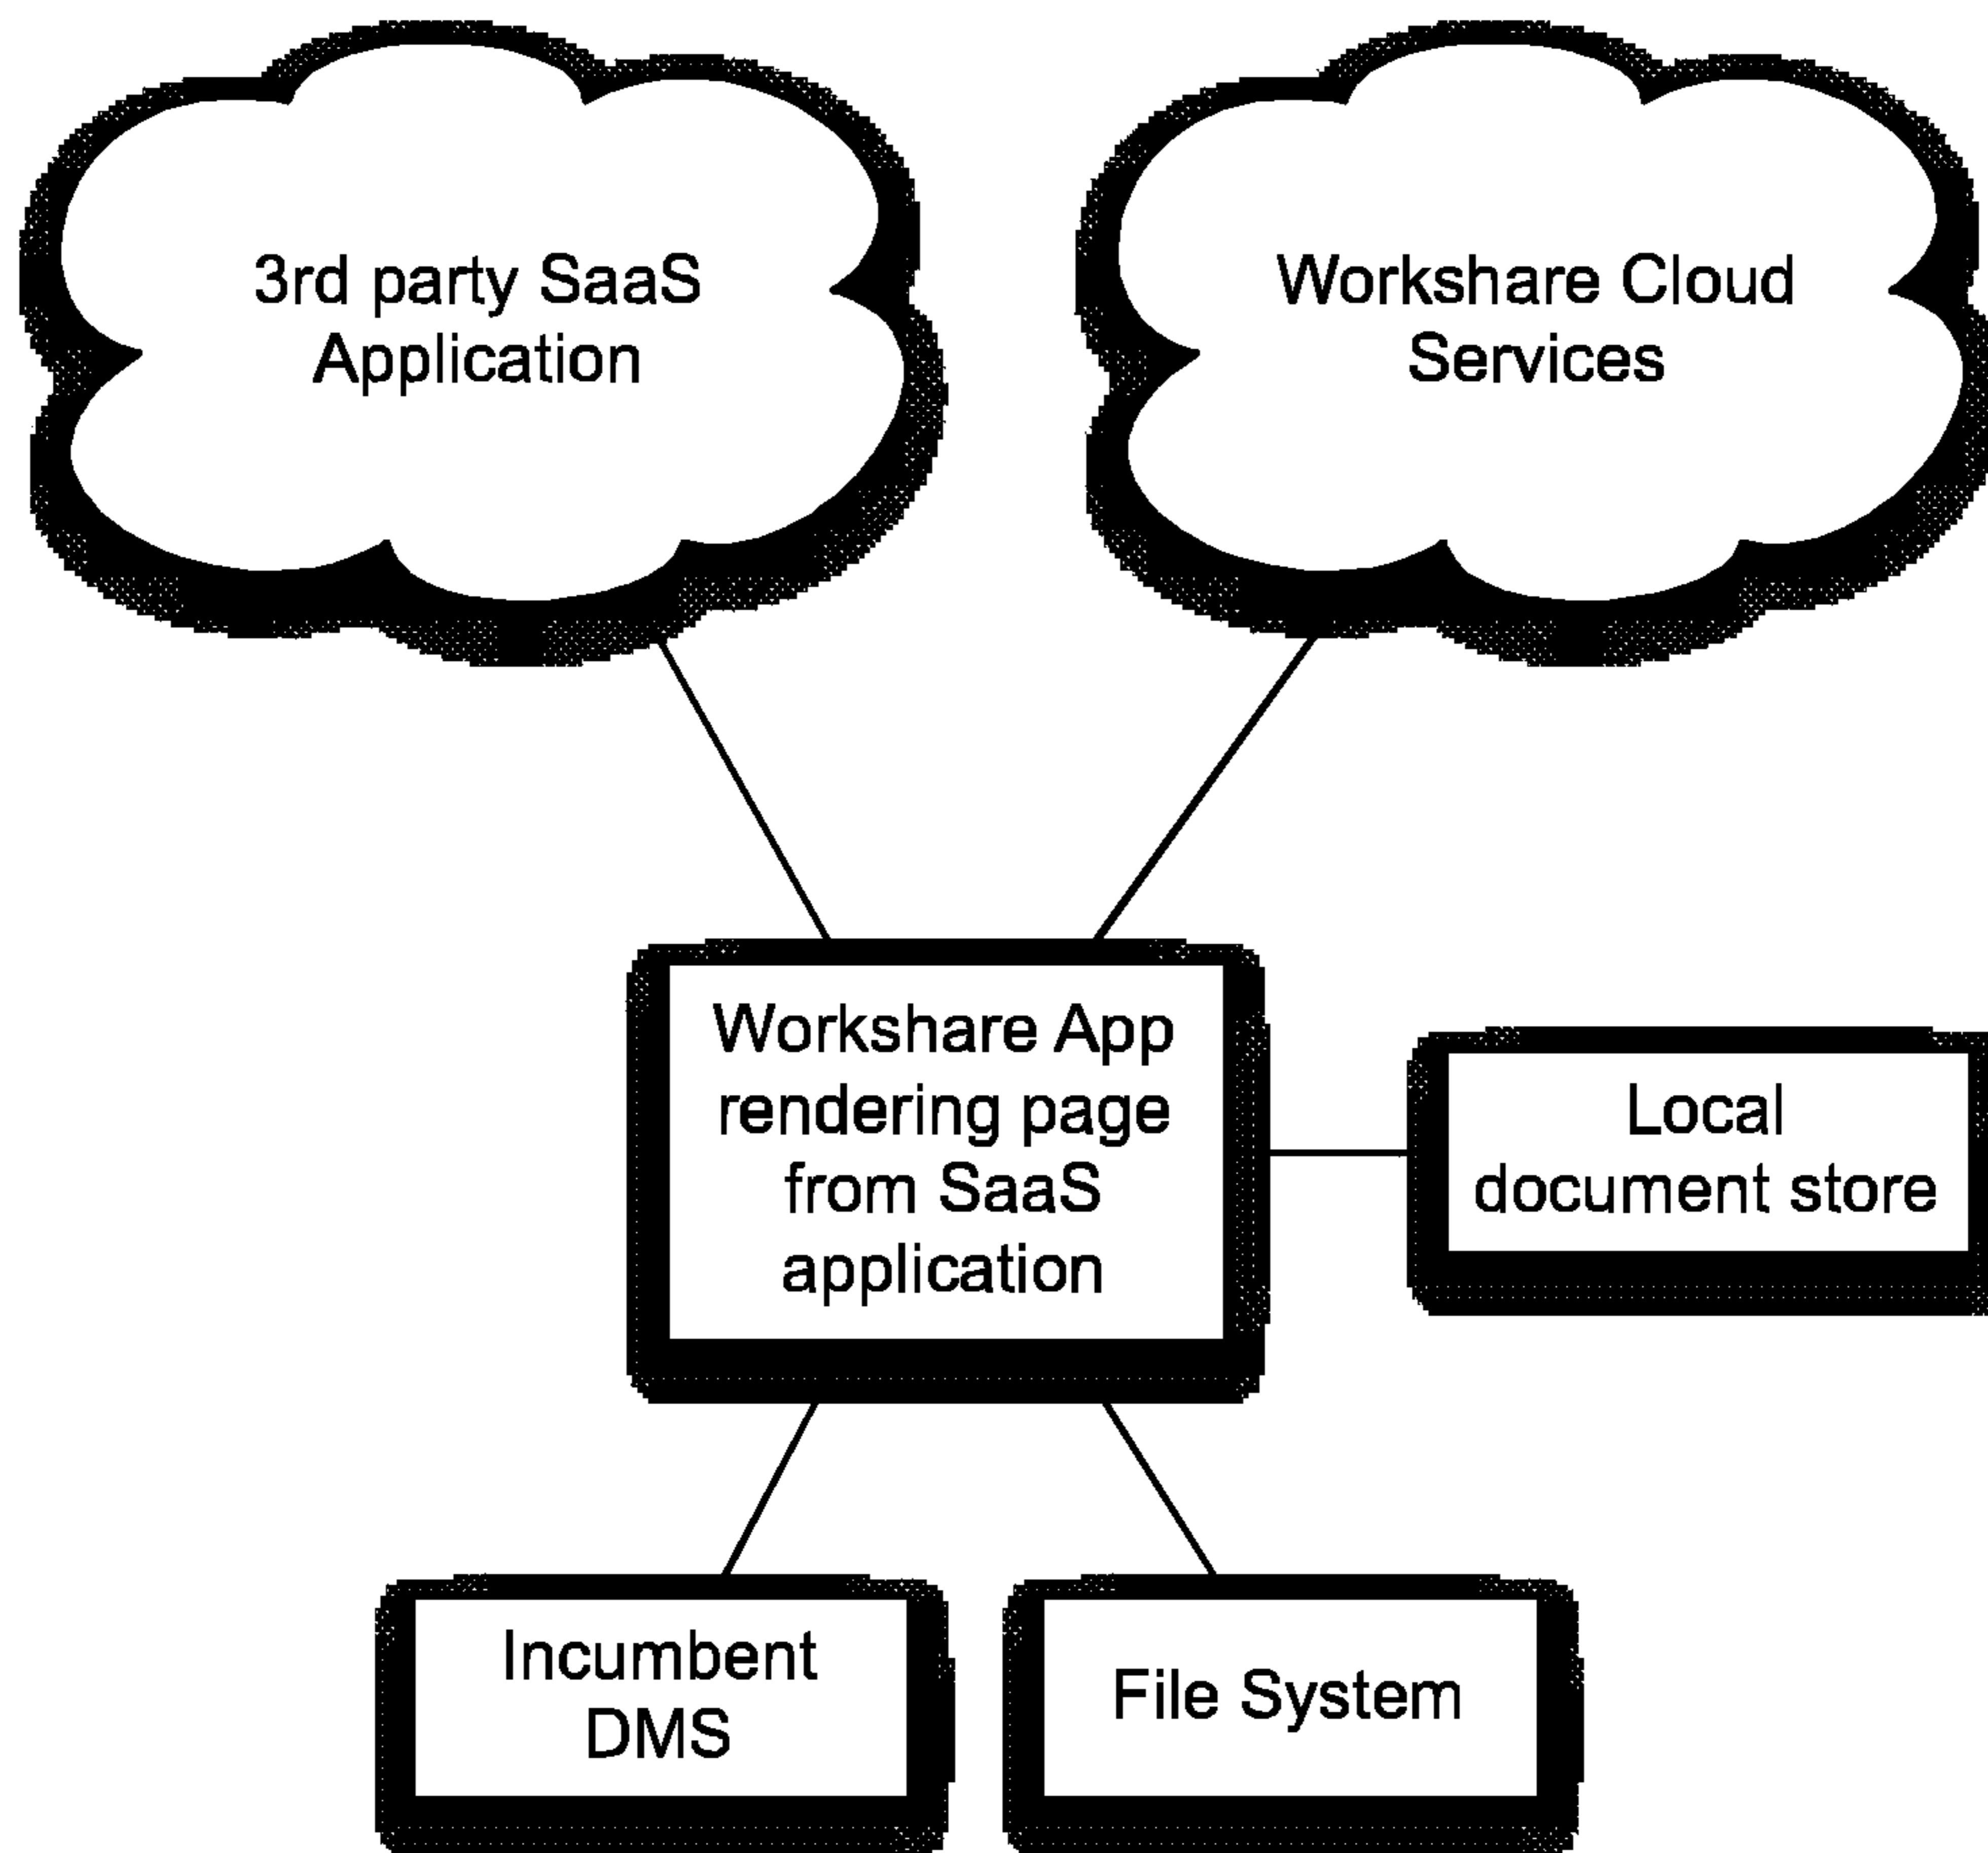 3rd party SaaS
Application
Workshare Cloud
Services
Workshare App
rendering page
from SaaS
application
Local
document store
Incumbent
DMS
File System